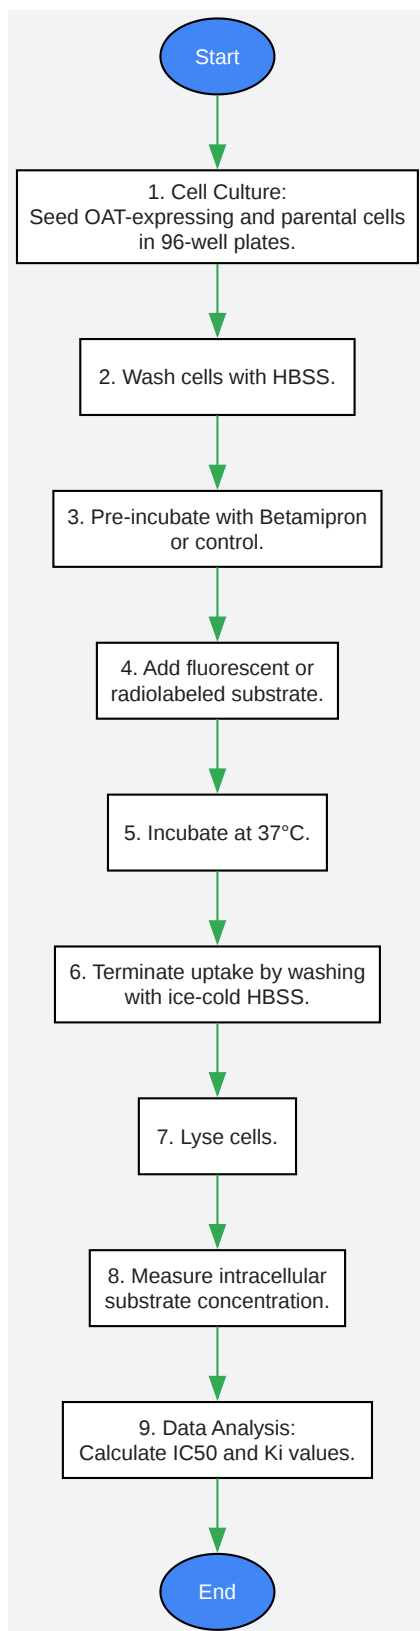 Start
1. Cell Culture:
Seed OAT-expressing and parental cells
in 96-well plates.
2. Wash cells with HBSS.
3. Pre-incubate with Betamipron
or control.
4. Add fluorescent or
radiolabeled substrate.
5. Incubate at 37°C.
6. Terminate uptake by washing
with ice-cold HBSS.
7. Lyse cells.
8. Measure intracellular
substrate concentration.
9. Data Analysis:
Calculate IC50 and Ki values.
End